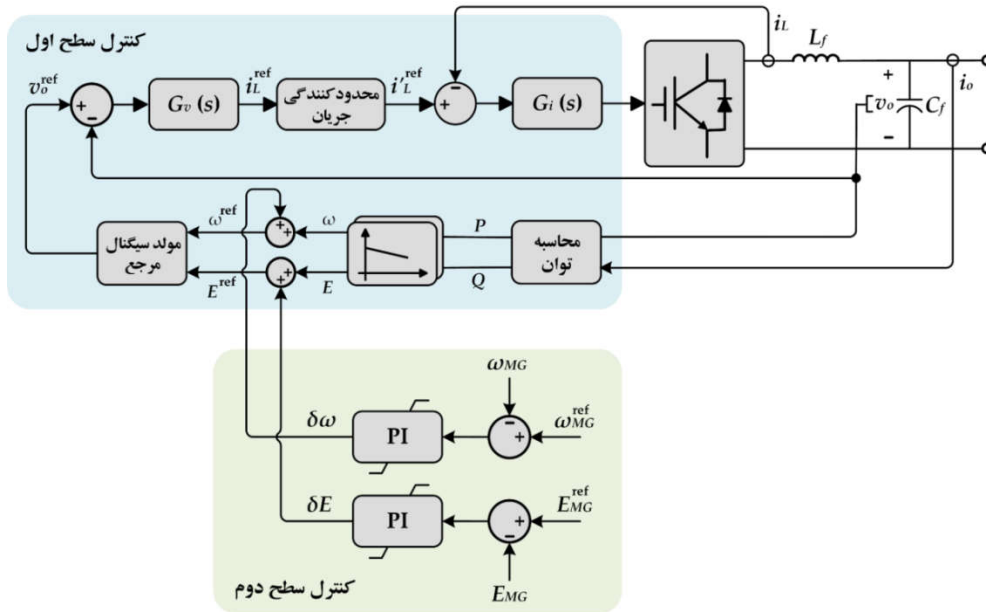 کنترل سطح اول
v_o^ref
G_v (s)
i_L^ref
محدودکنندگی
جریان
i'_L^ref
G_i (s)
i_L
L_f
+
v_o
-
C_f
i_o
+
-
-
+
-
مولد سیگنال
مرجع
ω^ref
E^ref
+
+
+
+
ω
E
P
Q
محاسبه
توان
ω_MG
δω
PI
-
+
ω_MG^ref
δE
PI
+
-
E_MG^ref
E_MG
کنترل سطح دوم